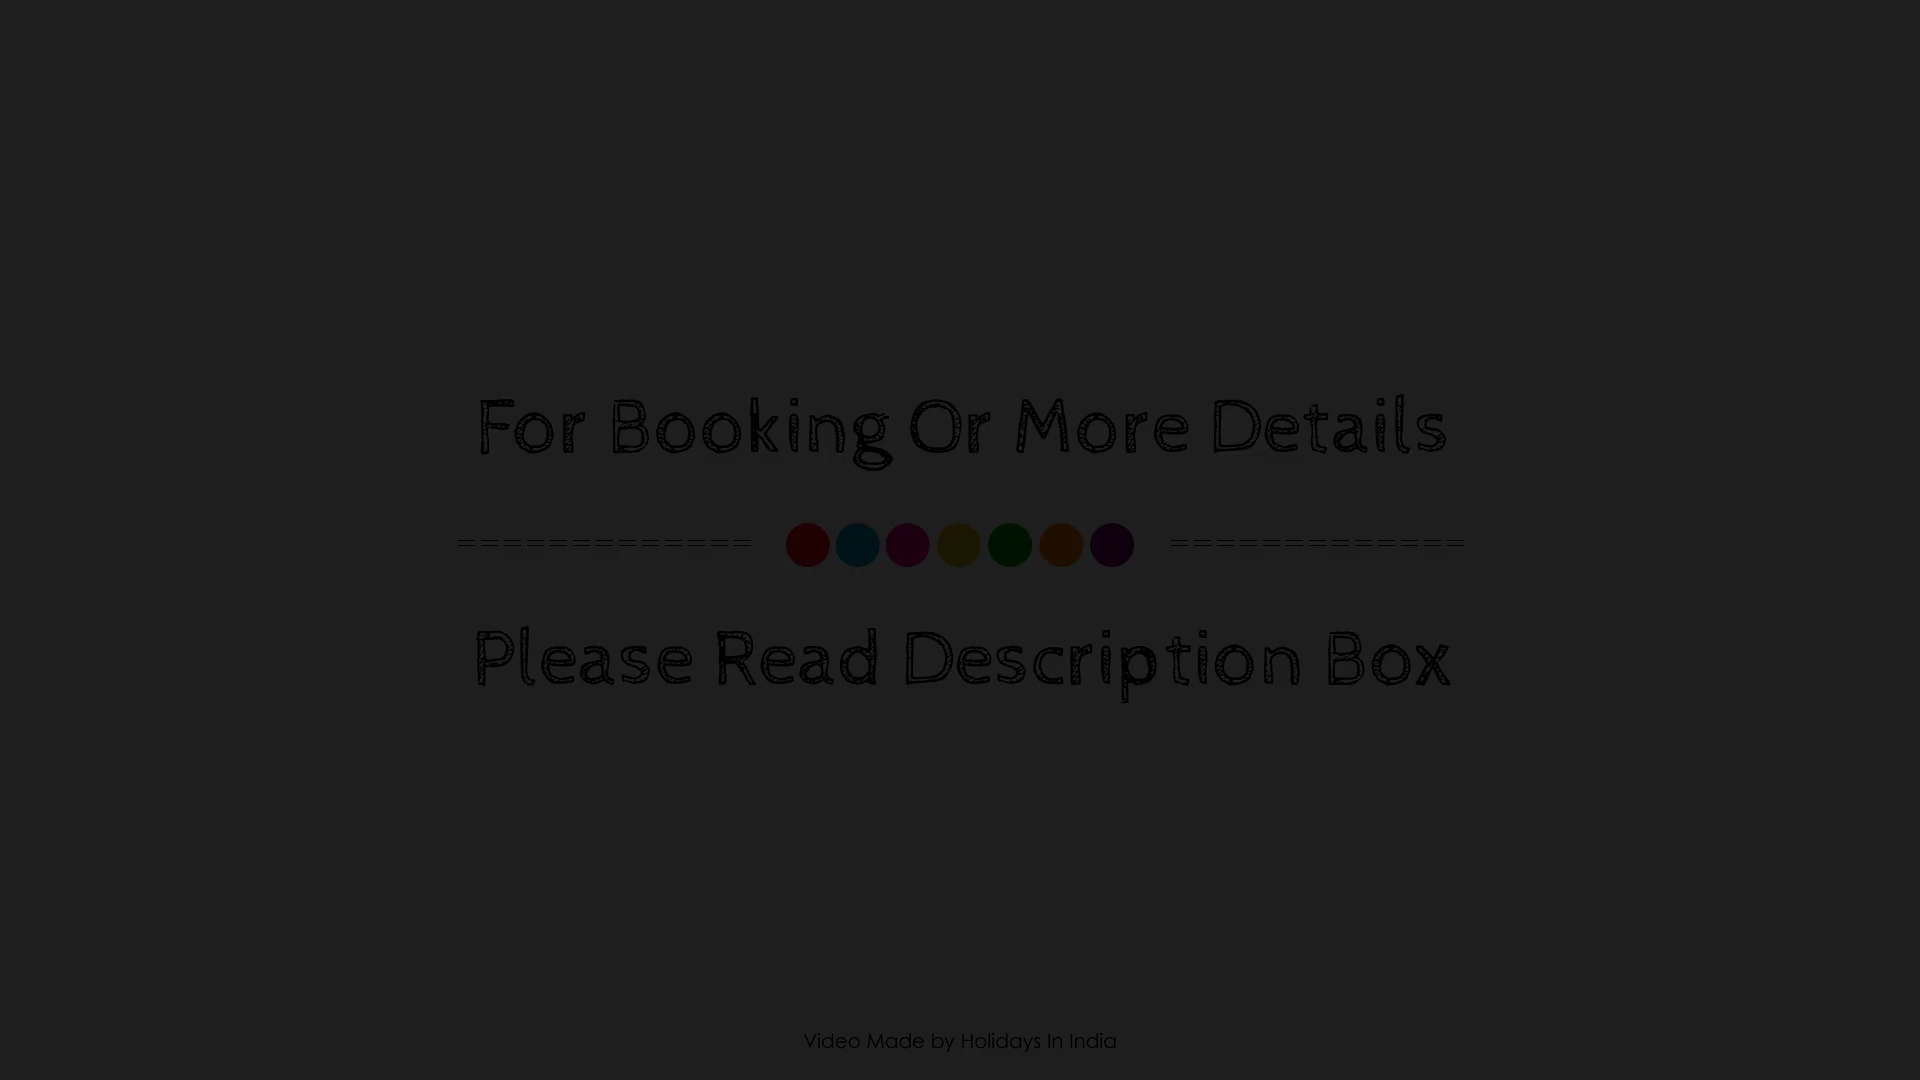 For Booking Or More Details
============= =============
Please Read Description Box
Video Made by Holidays In India